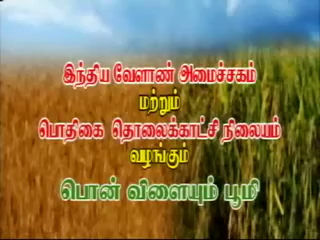 இந்திய வேளாண் அமைச்சகம்
மற்றும்
பொதிகை தொலைக்காட்சி நிலையம்
வழங்கும்
பொன் விளையும் பூமி